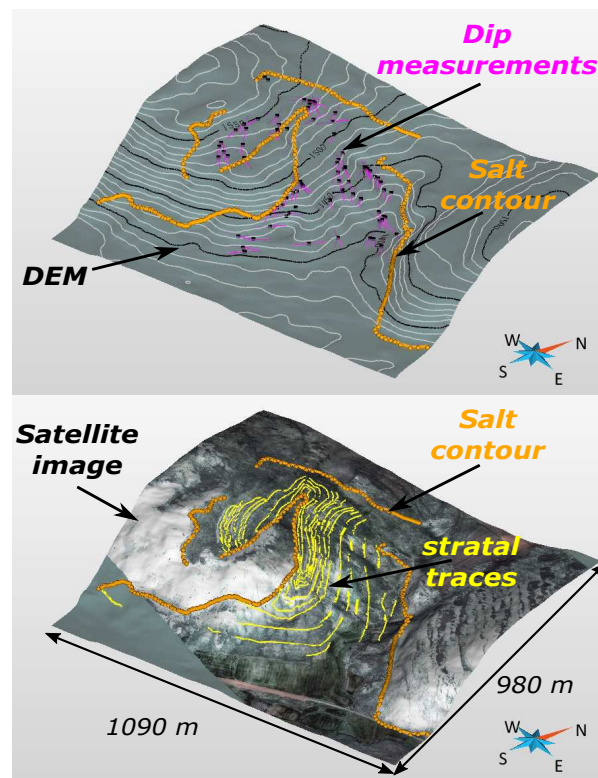 Dip
measurements
Salt
contour
DEM
W
N
S
E
Satellite
image
Salt
contour
stratal
traces
980 m
1090 m
W
N
S
E